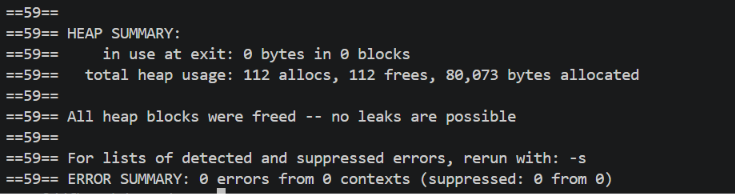 ==59==
==59== HEAP SUMMARY:
==59==     in use at exit: 0 bytes in 0 blocks
==59==   total heap usage: 112 allocs, 112 frees, 80,073 bytes allocated
==59==
==59== All heap blocks were freed -- no leaks are possible
==59==
==59== For lists of detected and suppressed errors, rerun with: -s
==59== ERROR SUMMARY: 0 errors from 0 contexts (suppressed: 0 from 0)